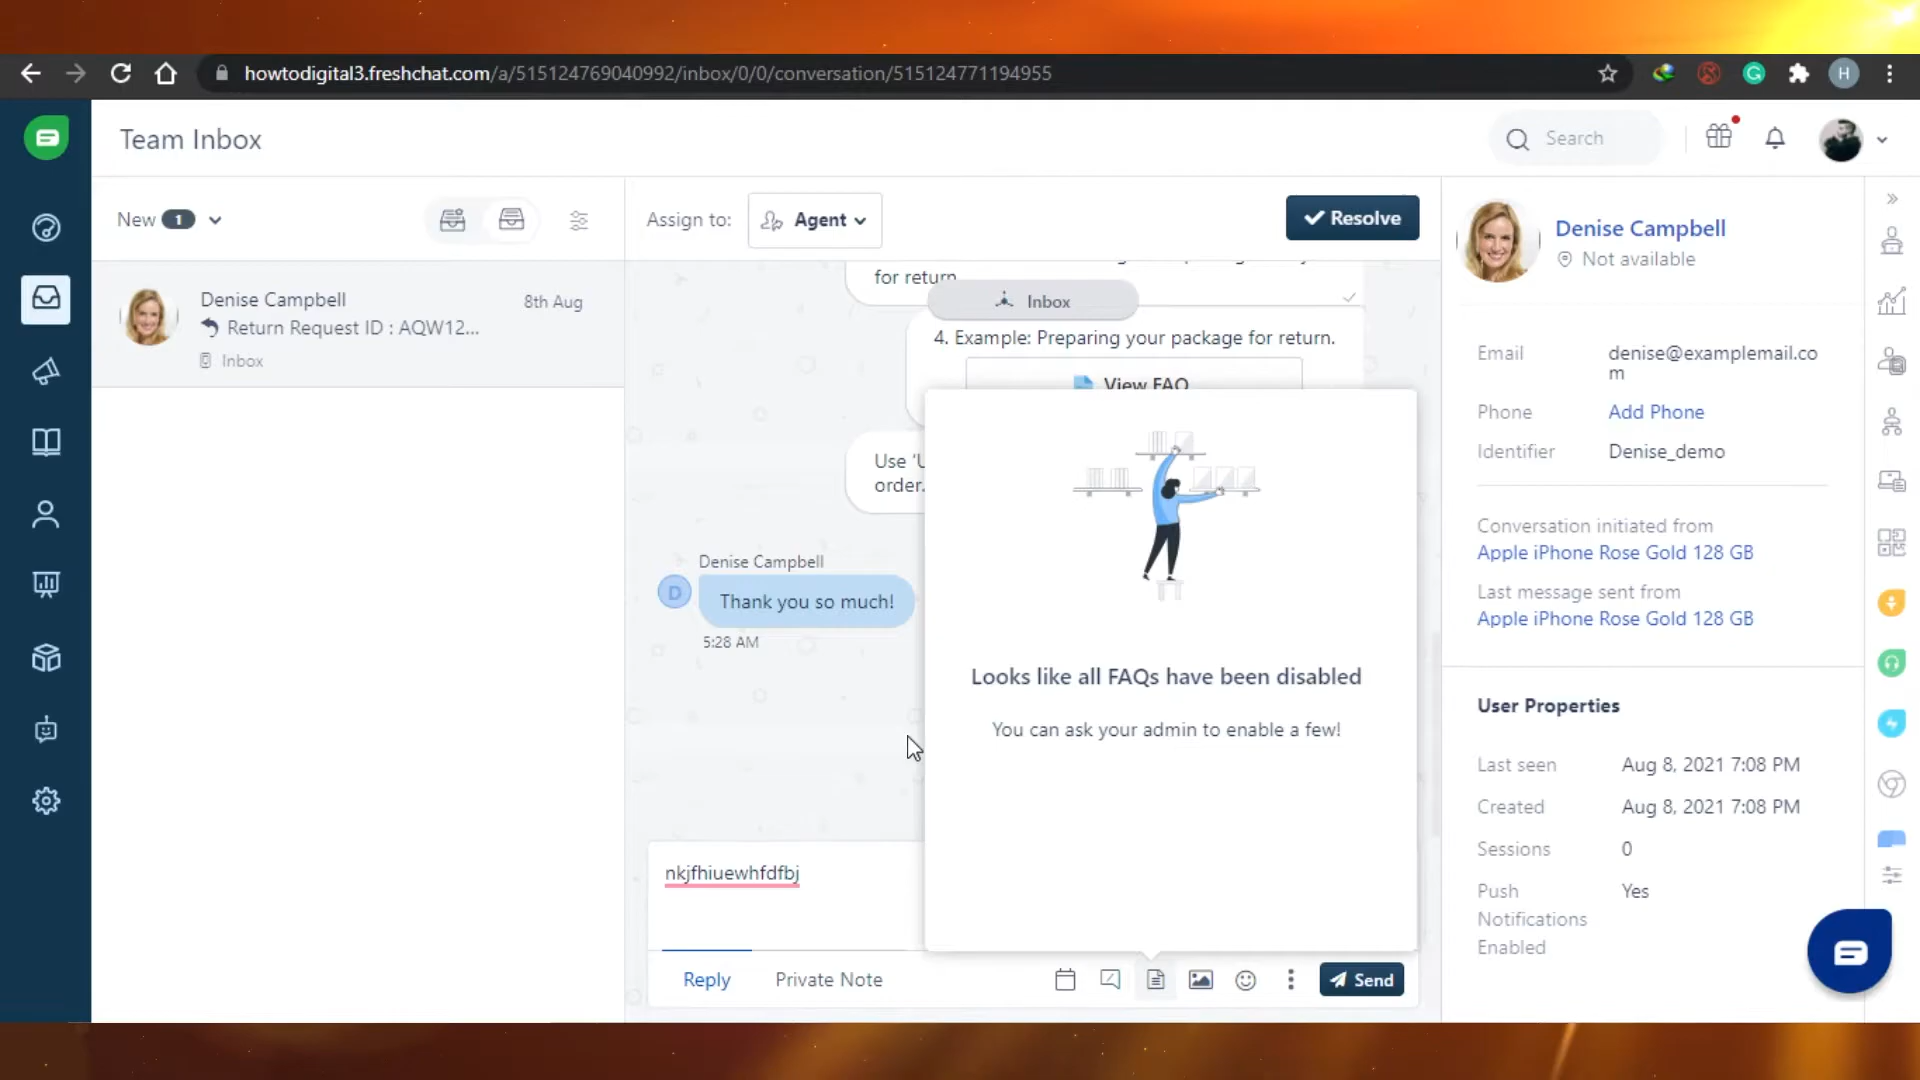 howtodigital3.freshchat.com/a/515124769040992/inbox/0/0/conversation/515124771194955
H
Team Inbox
Search
New 1
Assign to:
Agent
Resolve
Denise Campbell
8th Aug
Return Request ID : AQW12...
Inbox
for return
Inbox
4. Example: Preparing your package for return.
View FAQ
Use 'U
order.
Denise Campbell
D
Thank you so much!
5:28 AM
Looks like all FAQs have been disabled
You can ask your admin to enable a few!
nkjfhiuewhfdfbj
Reply
Private Note
Send
Denise Campbell
Not available
Email
denise@examplemail.co
m
Phone
Add Phone
Identifier
Denise_demo
Conversation initiated from
Apple iPhone Rose Gold 128 GB
Last message sent from
Apple iPhone Rose Gold 128 GB
User Properties
Last seen
Aug 8, 2021 7:08 PM
Created
Aug 8, 2021 7:08 PM
Sessions
0
Push
Notifications
Enabled
Yes